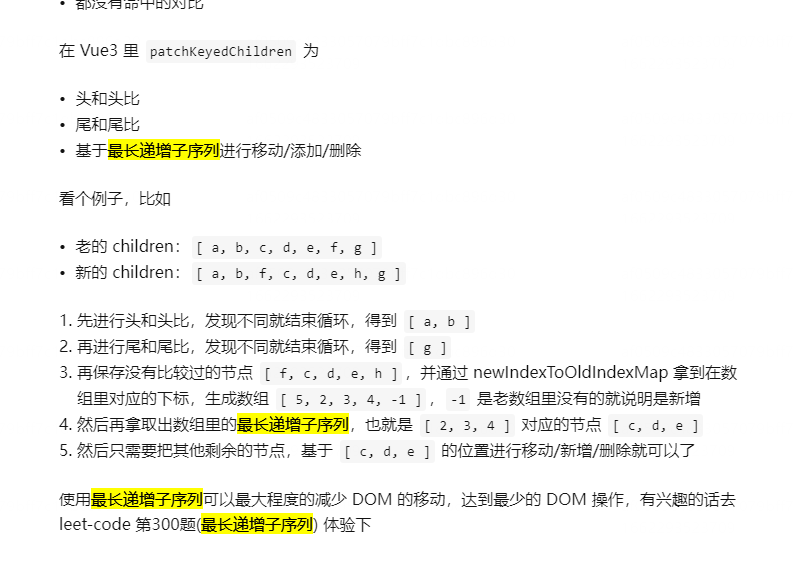 • 都没有命中的对比
在 Vue3 里 patchKeyedChildren 为
• 头和头比
• 尾和尾比
• 基于最长递增子序列进行移动/添加/删除
看个例子，比如
• 老的 children： [ a, b, c, d, e, f, g ]
• 新的 children： [ a, b, f, c, d, e, h, g ]
1. 先进行头和头比，发现不同就结束循环，得到 [ a, b ]
2. 再进行尾和尾比，发现不同就结束循环，得到 [ g ]
3. 再保存没有比较过的节点 [ f, c, d, e, h ]，并通过 newIndexToOldIndexMap 拿到在数
组里对应的下标，生成数组 [ 5, 2, 3, 4, -1 ]，-1 是老数组里没有的就说明是新增
4. 然后再拿取出数组里的最长递增子序列，也就是 [ 2, 3, 4 ] 对应的节点 [ c, d, e ]
5. 然后只需要把其他剩余的节点，基于 [ c, d, e ] 的位置进行移动/新增/删除就可以了
使用最长递增子序列可以最大程度的减少 DOM 的移动，达到最少的 DOM 操作，有兴趣的话去
leet-code 第300题(最长递增子序列) 体验下